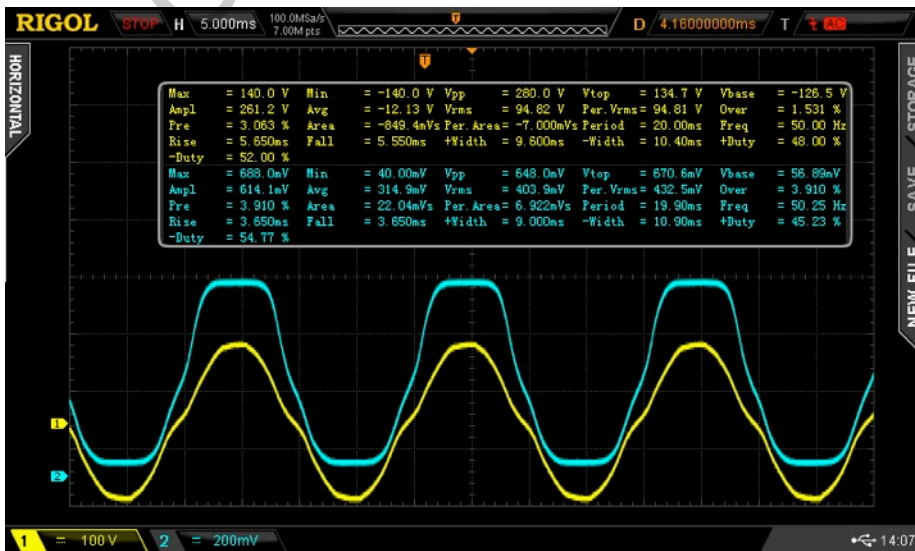 RIGOL STOP H 5.000ms 100.0MSa/s 7.00M pts D 4.16000000ms T AC
HORIZONTAL
Max = 140.0 V Min = -140.0 V Vpp = 280.0 V Vtop = 134.7 V Vbase = -126.5 V
Ampl = 261.2 V Avg = -12.13 V Vrms = 94.82 V Per.Vrms= 94.81 V Over = 1.531 %
Pre = 3.063 % Area = -849.4mVs Per.Area= -7.000mVs Period = 20.00ms Freq = 50.00 Hz
Rise = 5.650ms Fall = 5.550ms +Width = 9.600ms -Width = 10.40ms +Duty = 48.00 %
-Duty = 52.00 %
Max = 688.0mV Min = 40.00mV Vpp = 648.0mV Vtop = 670.6mV Vbase = 56.89mV
Ampl = 614.1mV Avg = 314.9mV Vrms = 403.9mV Per.Vrms= 432.5mV Over = 3.910 %
Pre = 3.910 % Area = 22.04mVs Per.Area= 6.922mVs Period = 19.90ms Freq = 50.25 Hz
Rise = 3.650ms Fall = 3.650ms +Width = 9.000ms -Width = 10.90ms +Duty = 45.23 %
-Duty = 54.77 %
T
1
2
STORAGE
SAVE
NEW FILE
1 = 100 V 2 = 200mV 14:07